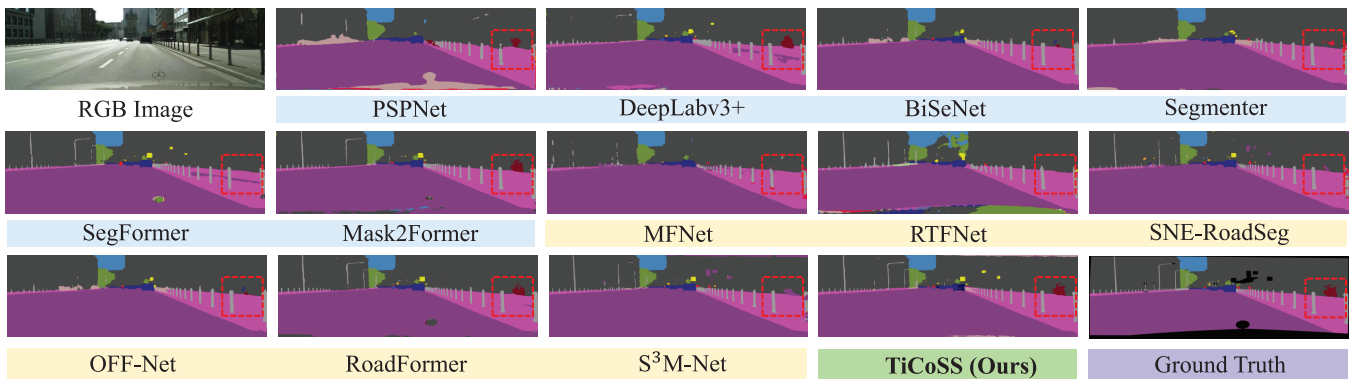 RGB Image
PSPNet
DeepLabv3+
BiSeNet
Segmenter
SegFormer
Mask2Former
MFNet
RTFNet
SNE-RoadSeg
OFF-Net
RoadFormer
S³M-Net
TiCoSS (Ours)
Ground Truth